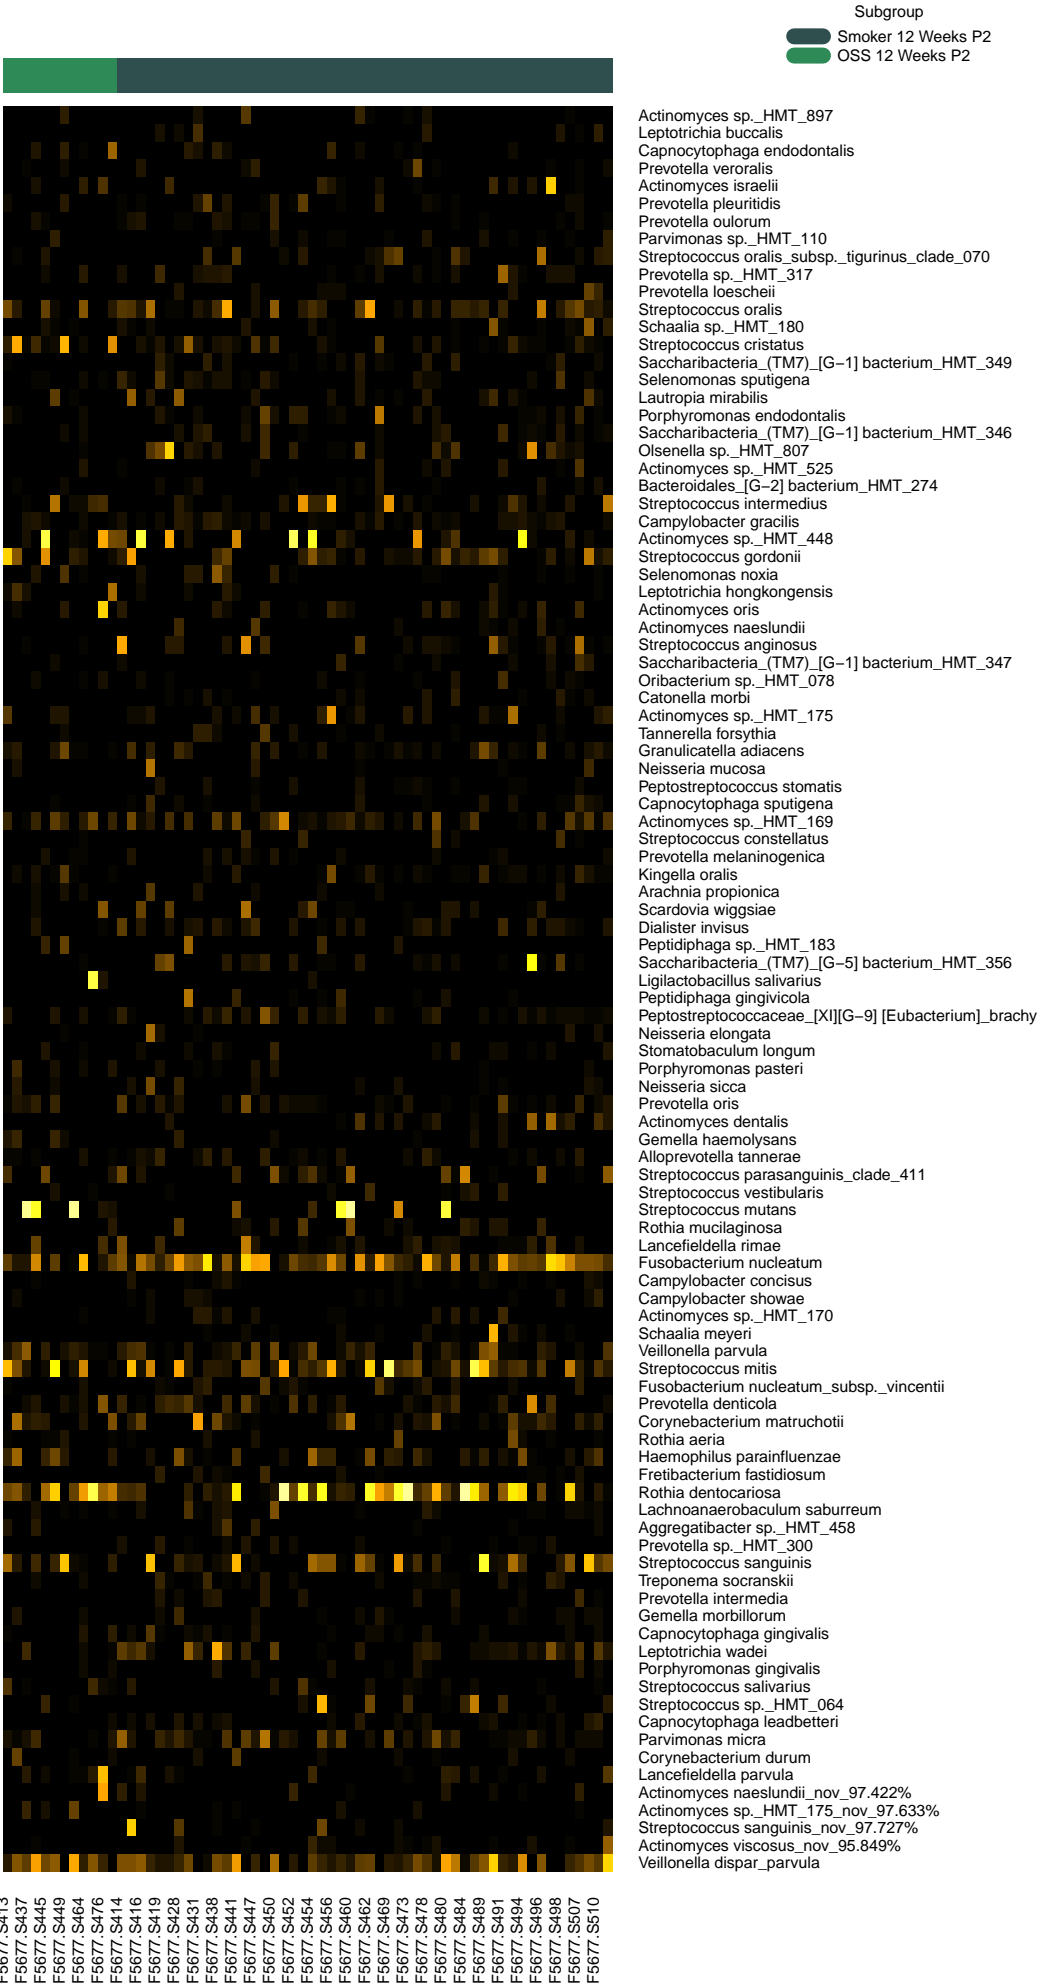 Subgroup
Smoker 12 Weeks P2
OSS 12 Weeks P2
Actinomyces sp._HMT_897
Leptotrichia buccalis
Capnocytophaga endodontalis
Prevotella veroralis
Actinomyces israelii
Prevotella pleuritidis
Prevotella oulorum
Parvimonas sp._HMT_110
Streptococcus oralis_subsp._tigurinus_clade_070
Prevotella sp._HMT_317
Prevotella loescheii
Streptococcus oralis
Schaalia sp._HMT_180
Streptococcus cristatus
Saccharibacteria_(TM7)_[G−1] bacterium_HMT_349
Selenomonas sputigena
Lautropia mirabilis
Porphyromonas endodontalis
Saccharibacteria_(TM7)_[G−1] bacterium_HMT_346
Olsenella sp._HMT_807
Actinomyces sp._HMT_525
Bacteroidales_[G−2] bacterium_HMT_274
Streptococcus intermedius
Campylobacter gracilis
Actinomyces sp._HMT_448
Streptococcus gordonii
Selenomonas noxia
Leptotrichia hongkongensis
Actinomyces oris
Actinomyces naeslundii
Streptococcus anginosus
Saccharibacteria_(TM7)_[G−1] bacterium_HMT_347
Oribacterium sp._HMT_078
Catonella morbi
Actinomyces sp._HMT_175
Tannerella forsythia
Granulicatella adiacens
Neisseria mucosa
Peptostreptococcus stomatis
Capnocytophaga sputigena
Actinomyces sp._HMT_169
Streptococcus constellatus
Prevotella melaninogenica
Kingella oralis
Arachnia propionica
Scardovia wiggsiae
Dialister invisus
Peptidiphaga sp._HMT_183
Saccharibacteria_(TM7)_[G−5] bacterium_HMT_356
Ligilactobacillus salivarius
Peptidiphaga gingivicola
Peptostreptococcaceae_[XI][G−9] [Eubacterium]_brachy
Neisseria elongata
Stomatobaculum longum
Porphyromonas pasteri
Neisseria sicca
Prevotella oris
Actinomyces dentalis
Gemella haemolysans
Alloprevotella tannerae
Streptococcus parasanguinis_clade_411
Streptococcus vestibularis
Streptococcus mutans
Rothia mucilaginosa
Lancefieldella rimae
Fusobacterium nucleatum
Campylobacter concisus
Campylobacter showae
Actinomyces sp._HMT_170
Schaalia meyeri
Veillonella parvula
Streptococcus mitis
Fusobacterium nucleatum_subsp._vincentii
Prevotella denticola
Corynebacterium matruchotii
Rothia aeria
Haemophilus parainfluenzae
Fretibacterium fastidiosum
Rothia dentocariosa
Lachnoanaerobaculum saburreum
Aggregatibacter sp._HMT_458
Prevotella sp._HMT_300
Streptococcus sanguinis
Treponema socranskii
Prevotella intermedia
Gemella morbillorum
Capnocytophaga gingivalis
Leptotrichia wadei
Porphyromonas gingivalis
Streptococcus salivarius
Streptococcus sp._HMT_064
Capnocytophaga leadbetteri
Parvimonas micra
Corynebacterium durum
Lancefieldella parvula
Actinomyces naeslundii_nov_97.422%
Actinomyces sp._HMT_175_nov_97.633%
Streptococcus sanguinis_nov_97.727%
Actinomyces viscosus_nov_95.849%
Veillonella dispar_parvula
F5677.S413
F5677.S437
F5677.S445
F5677.S449
F5677.S464
F5677.S476
F5677.S414
F5677.S416
F5677.S419
F5677.S428
F5677.S431
F5677.S438
F5677.S441
F5677.S447
F5677.S450
F5677.S452
F5677.S454
F5677.S456
F5677.S460
F5677.S462
F5677.S469
F5677.S473
F5677.S478
F5677.S480
F5677.S484
F5677.S489
F5677.S491
F5677.S494
F5677.S496
F5677.S498
F5677.S507
F5677.S510